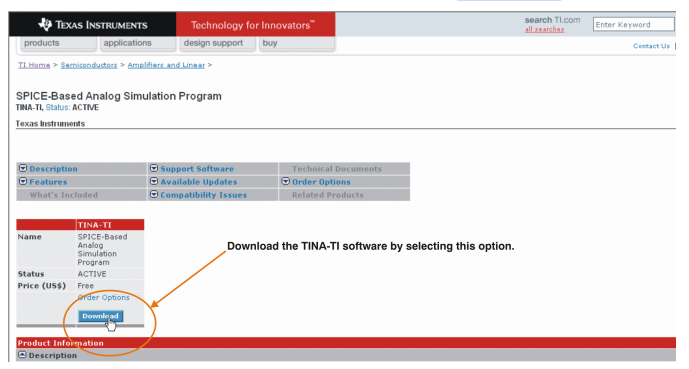 TEXAS INSTRUMENTS
Technology for Innovators™
search TI.com
all searches
Enter Keyword
products
applications
design support
buy
Contact Us |
TI Home > Semiconductors > Amplifiers and Linear >
SPICE-Based Analog Simulation Program
TINA-TI, Status: ACTIVE
Texas Instruments
Description
Support Software
Technical Documents
Features
Available Updates
Order Options
What's Included
Compatibility Issues
Related Products
TINA-TI
Name
SPICE-Based
Analog
Simulation
Program
Status
ACTIVE
Price (US$)
Free
Order Options
Download
Download the TINA-TI software by selecting this option.
Product Information
Description